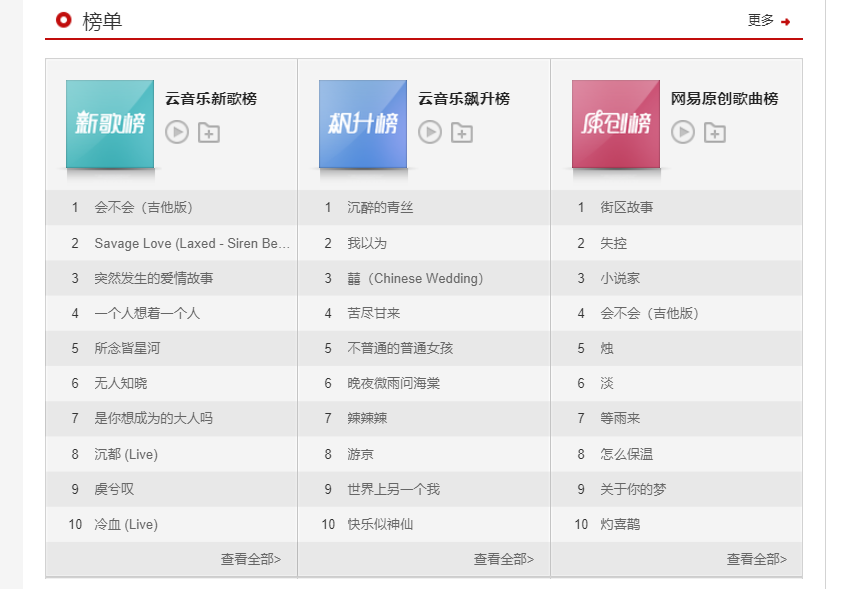 榜单
更多
新歌榜
云音乐新歌榜
1 会不会（吉他版）
2 Savage Love (Laxed - Siren Be...
3 突然发生的爱情故事
4 一个人想着一个人
5 所念皆星河
6 无人知晓
7 是你想成为的大人吗
8 沉都 (Live)
9 虞兮叹
10 冷血 (Live)
查看全部>
飙升榜
云音乐飙升榜
1 沉醉的青丝
2 我以为
3 囍（Chinese Wedding）
4 苦尽甘来
5 不普通的普通女孩
6 晚夜微雨问海棠
7 辣辣辣
8 游京
9 世界上另一个我
10 快乐似神仙
查看全部>
原创榜
网易原创歌曲榜
1 街区故事
2 失控
3 小说家
4 会不会（吉他版）
5 烛
6 淡
7 等雨来
8 怎么保温
9 关于你的梦
10 灼喜鹊
查看全部>